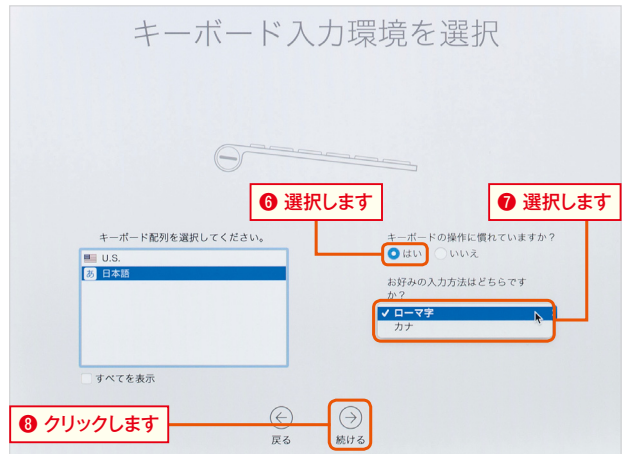 キーボード入力環境を選択
❻ 選択します
❼ 選択します
キーボード配列を選択してください。
U.S.
あ 日本語
すべてを表示
キーボードの操作に慣れていますか？
はい いいえ
お好みの入力方法はどちらです
か？
✓ ローマ字
カナ
❽ クリックします
戻る 続ける